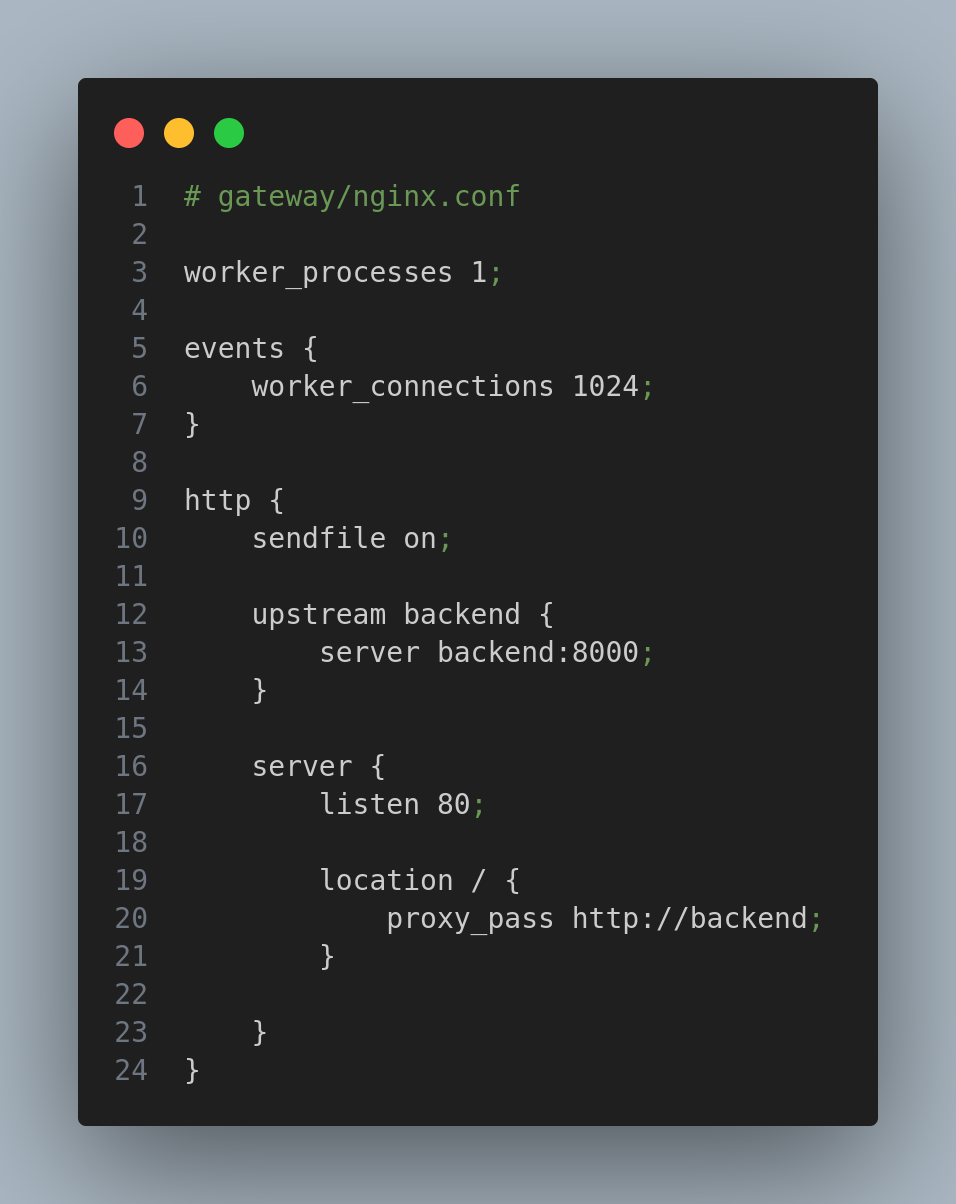 1 # gateway/nginx.conf
2
3 worker_processes 1;
4
5 events {
6     worker_connections 1024;
7 }
8
9 http {
10     sendfile on;
11
12     upstream backend {
13         server backend:8000;
14     }
15
16     server {
17         listen 80;
18
19         location / {
20             proxy_pass http://backend;
21         }
22
23     }
24 }